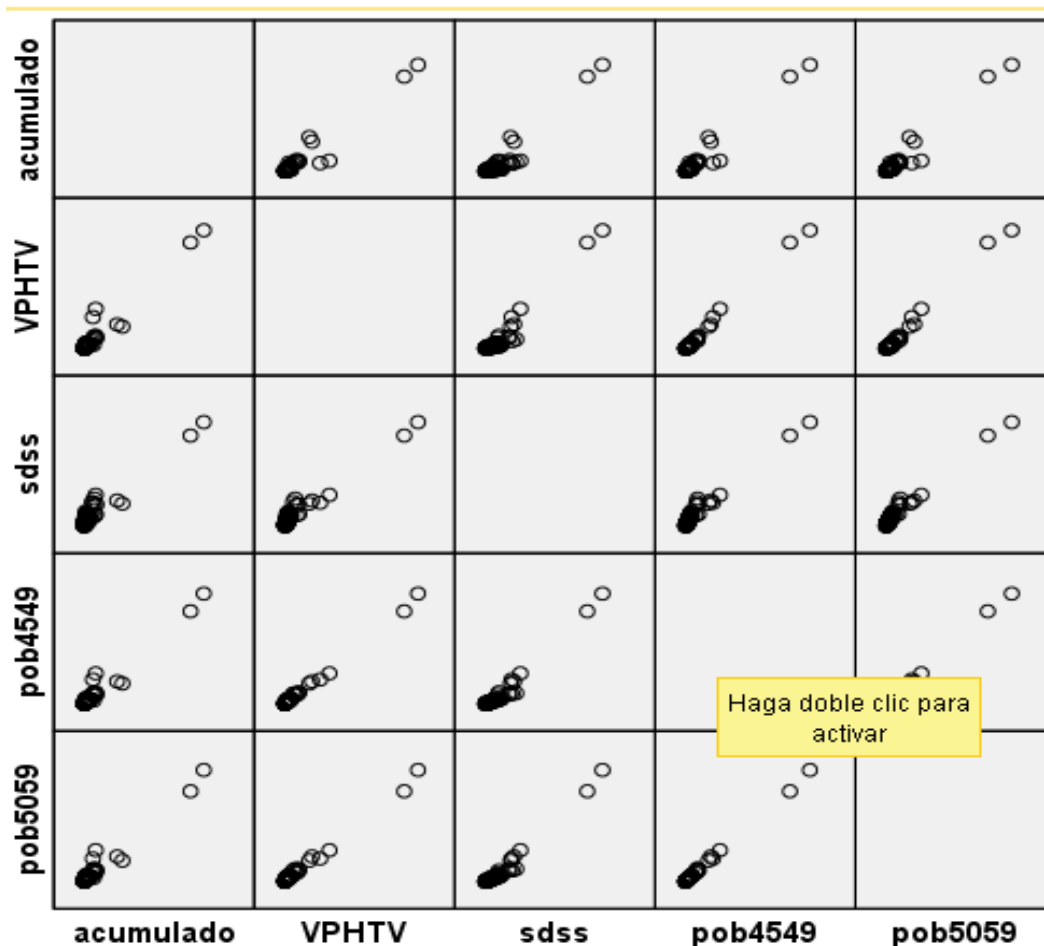 acumulado
VPHTV
sdss
pob4549
Haga doble clic para
activar
pob5059
acumulado
VPHTV
sdss
pob4549
pob5059